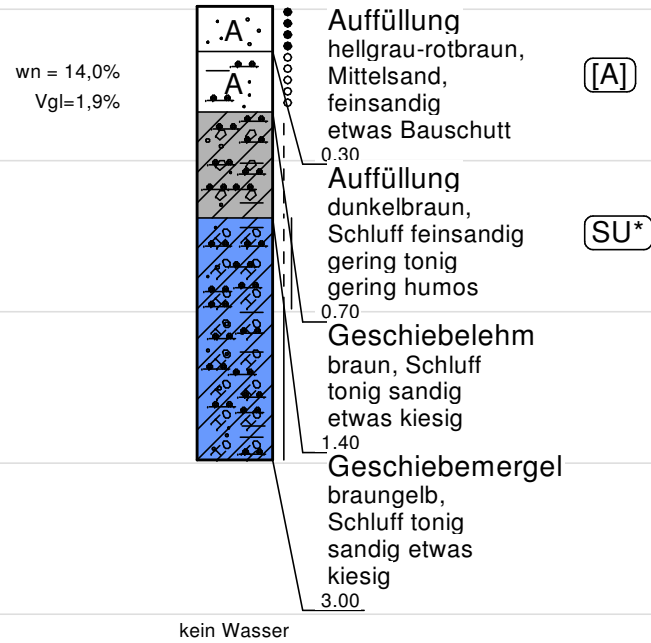 Auffüllung
hellgrau-rotbraun,
Mittelsand,
feinsandig
etwas Bauschutt
0.30
A
A
wn = 14,0%
Vgl=1,9%
[A]
Auffüllung
dunkelbraun,
Schluff feinsandig
gering tonig
gering humos
0.70
SU*
Geschiebelehm
braun, Schluff
tonig sandig
etwas kiesig
1.40
Geschiebemergel
braungelb,
Schluff tonig
sandig etwas
kiesig
3.00
kein Wasser